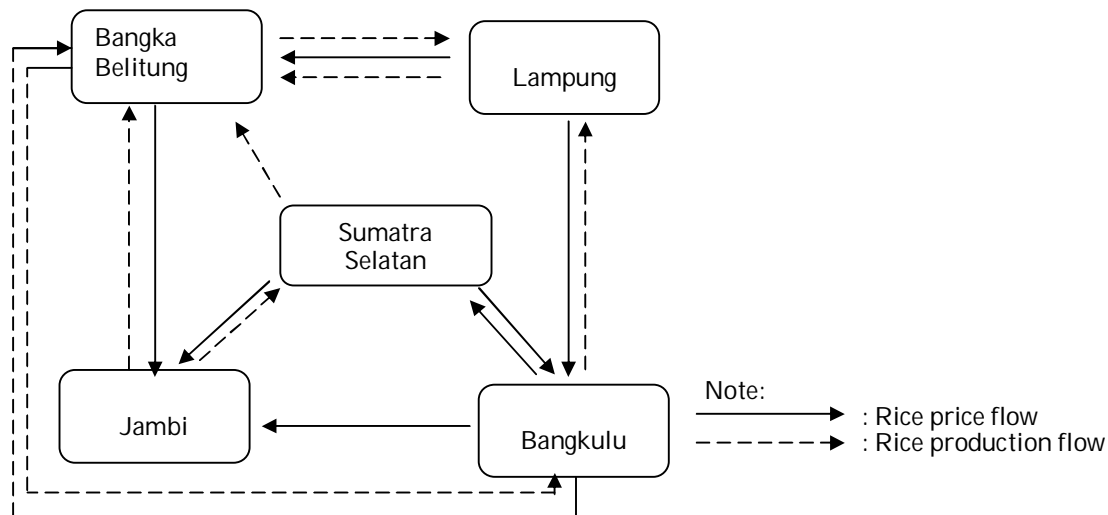 Bangka
Belitung
Lampung
Sumatra
Selatan
Jambi
Bangkulu
Note:
: Rice price flow
: Rice production flow